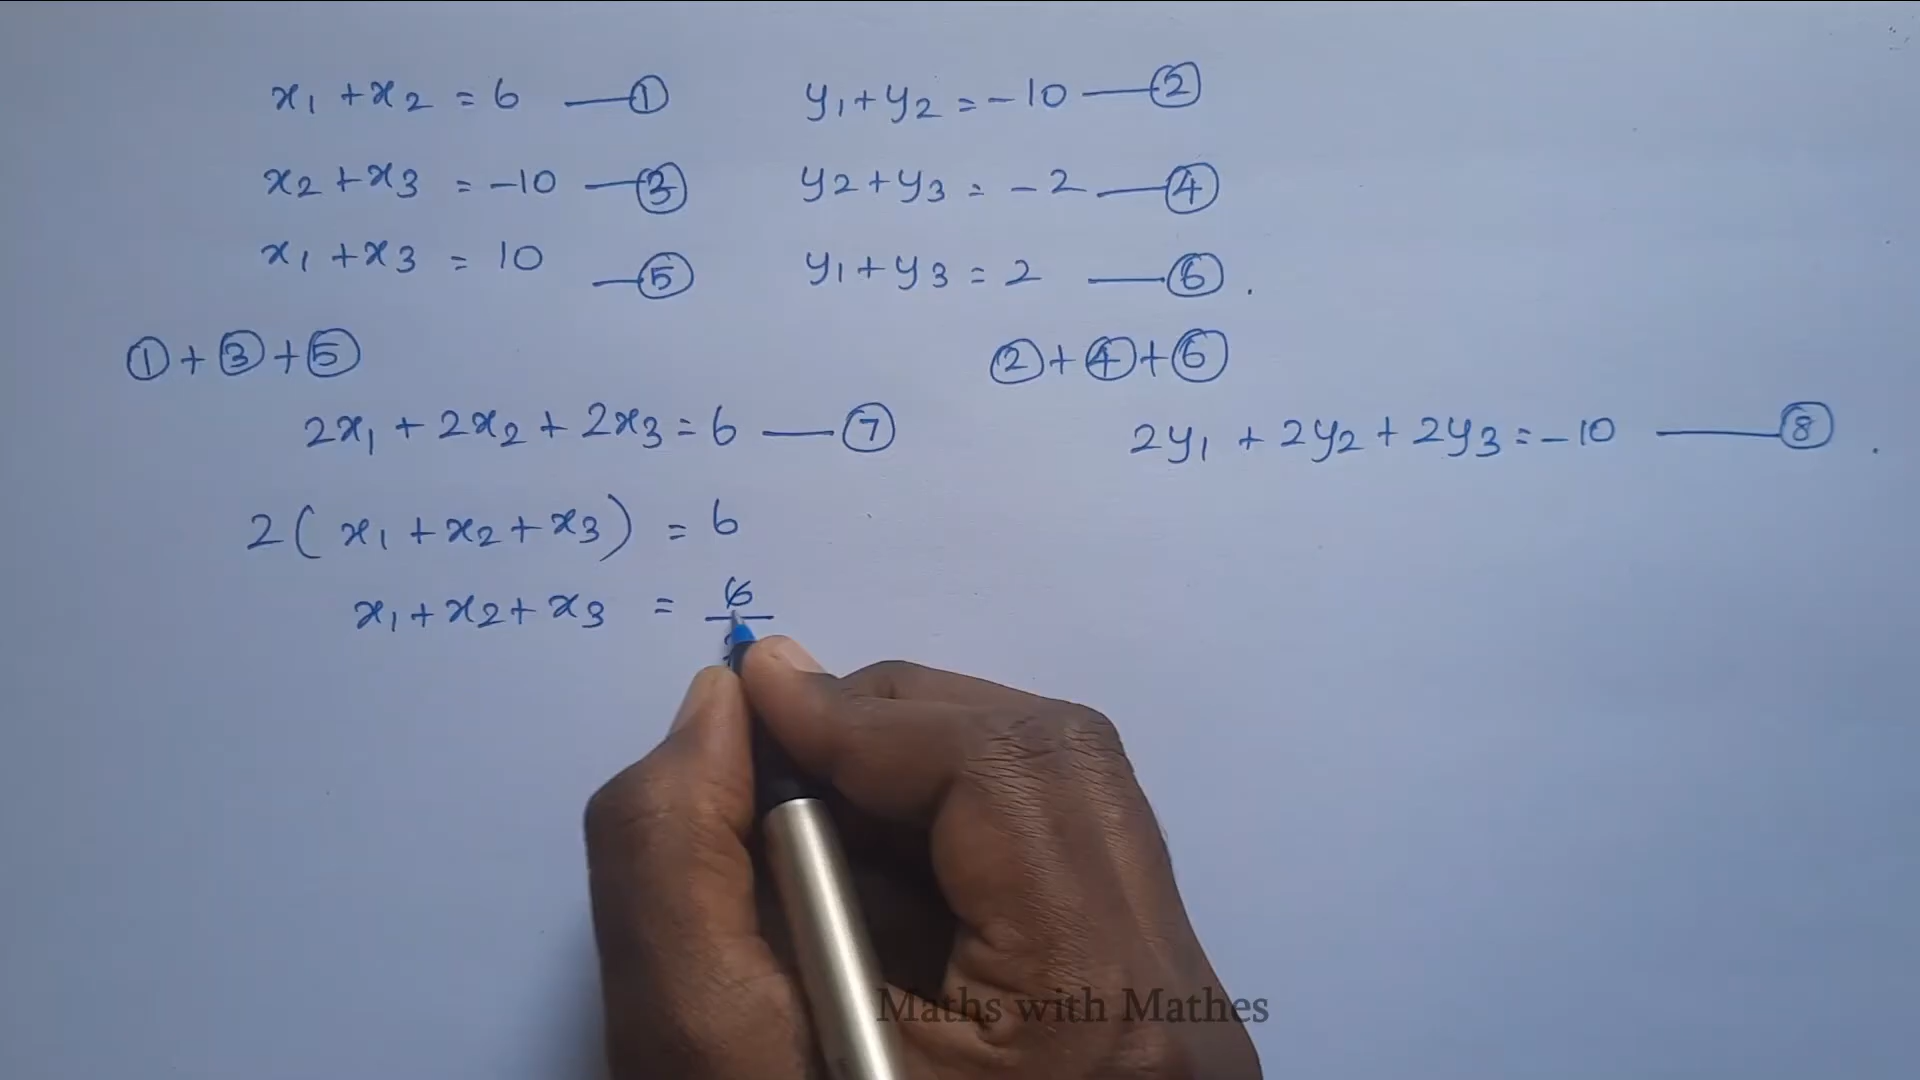 x₁ + x₂ = 6 —① y₁ + y₂ = -10 —②
x₂ + x₃ = -10 —③ y₂ + y₃ = -2 —④
x₁ + x₃ = 10 —⑤ y₁ + y₃ = 2 —⑥.
① + ③ + ⑤ ② + ④ + ⑥
2x₁ + 2x₂ + 2x₃ = 6 —⑦ 2y₁ + 2y₂ + 2y₃ = -10 —⑧
2(x₁ + x₂ + x₃) = 6
x₁ + x₂ + x₃ = 6
Maths with Mathes